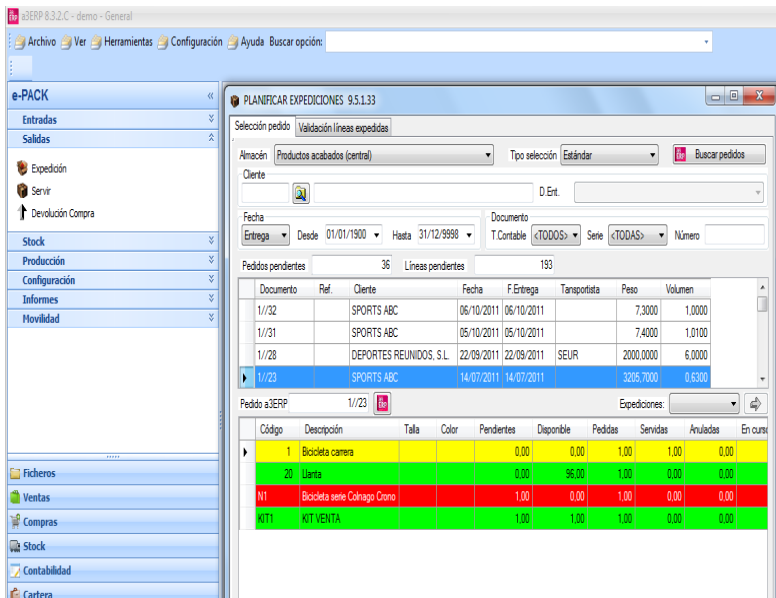 a3ERP 8.3.2.C - demo - General
Archivo Ver Herramientas Configuración Ayuda Buscar opción:
e-PACK
Entradas
Salidas
Expedición
Servir
Devolución Compra
Stock
Producción
Configuración
Informes
Movilidad
Ficheros
Ventas
Compras
Stock
Contabilidad
Cartera
PLANIFICAR EXPEDICIONES 9.5.1.33
Selección pedido Validación líneas expedidas
Almacén Productos acabados (central) Tipo selección Estándar Buscar pedidos
Cliente
D.Ent.
Fecha Documento
Entrega Desde 01/01/1900 Hasta 31/12/9998 T.Contable <TODOS> Serie <TODAS> Número
Pedidos pendientes 36 Líneas pendientes 193
Documento Ref. Cliente Fecha F.Entrega Transportista Peso Volumen
1//32 SPORTS ABC 06/10/2011 06/10/2011 7,3000 1,0000
1//31 SPORTS ABC 05/10/2011 05/10/2011 7,4000 1,0100
1//28 DEPORTES REUNIDOS, S.L. 22/09/2011 22/09/2011 SEUR 2000,0000 6,0000
1//23 SPORTS ABC 14/07/2011 14/07/2011 3205,7000 0,6300
Pedido a3ERP 1//23 Expediciones:
Código Descripción Talla Color Pendientes Disponible Pedidas Servidas Anuladas En curso
1 Bicicleta carrera 0,00 0,00 1,00 1,00 0,00
20 Llanta 0,00 96,00 1,00 0,00 0,00
N1 Bicicleta serie Colnago Crono 1,00 0,00 1,00 0,00 0,00
KIT1 KIT VENTA 1,00 1,00 1,00 0,00 0,00